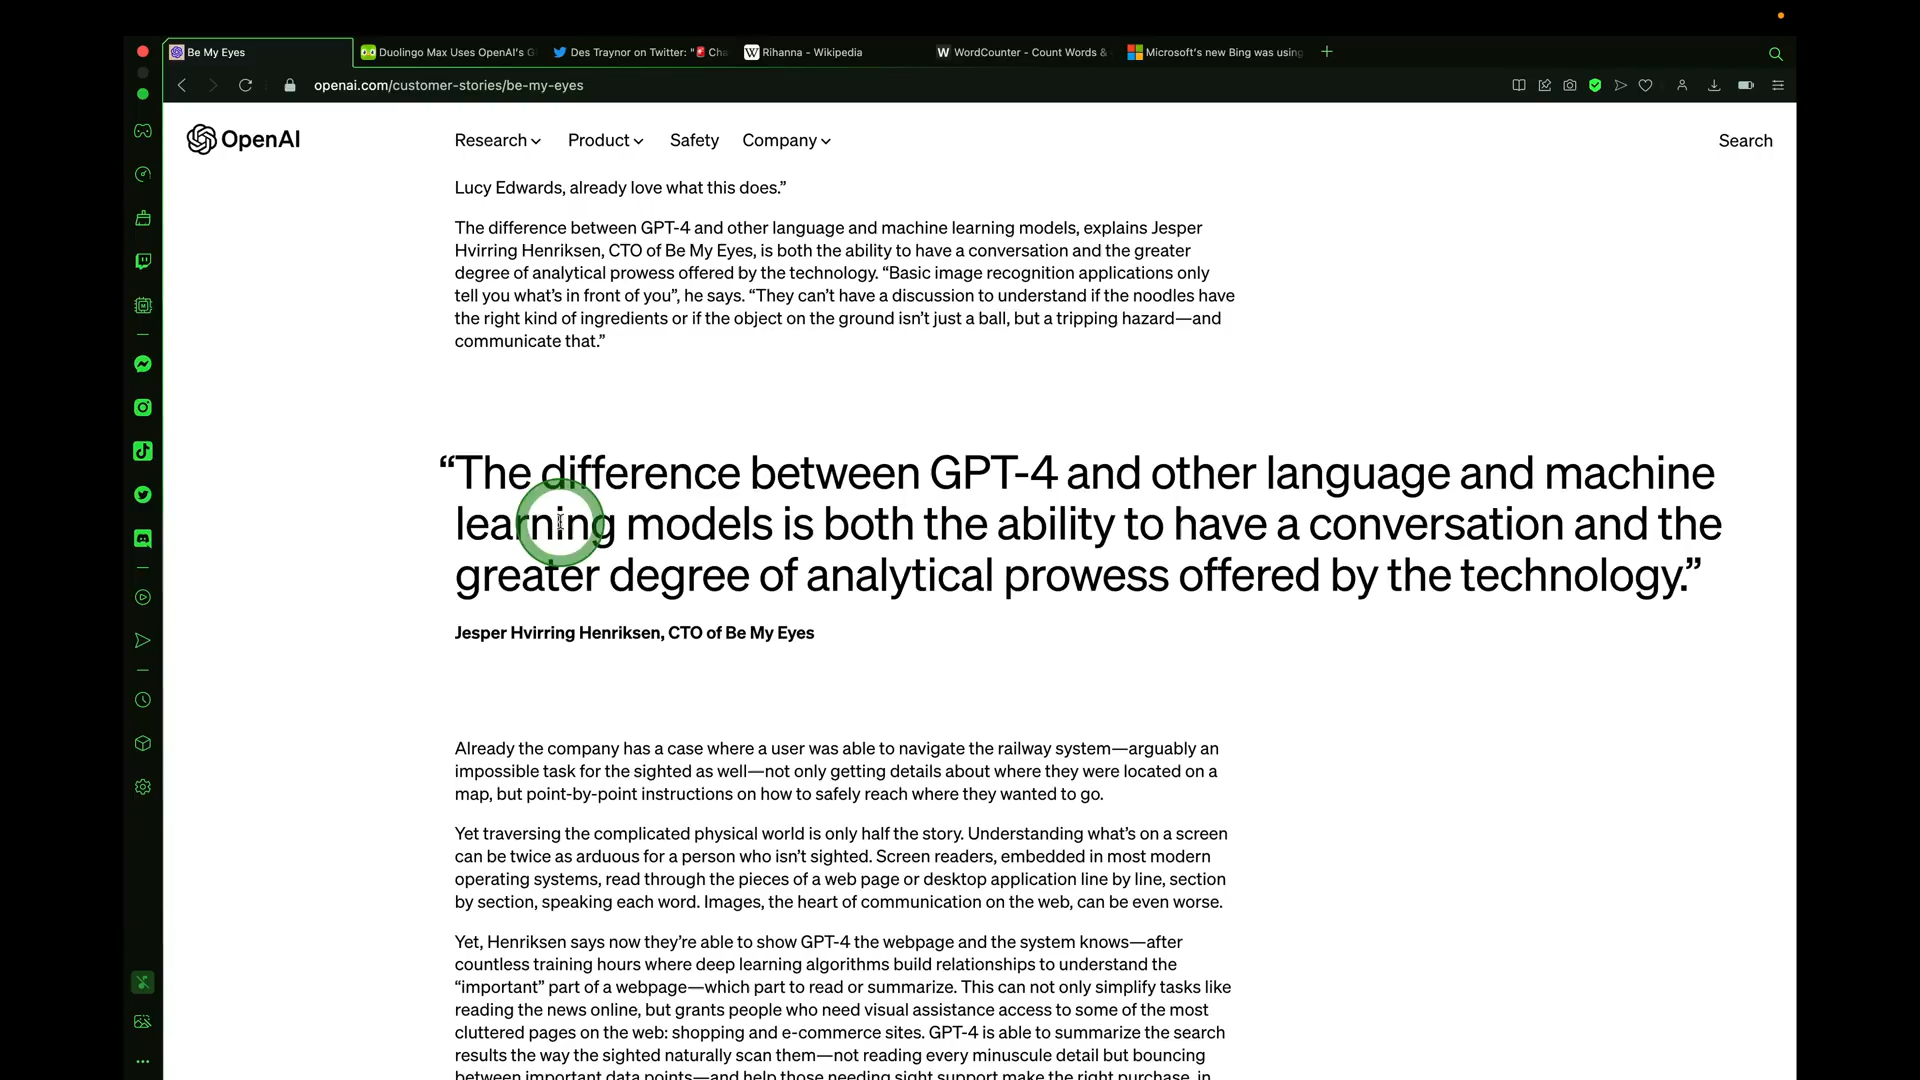 Be My Eyes
Duolingo Max Uses OpenAI's G
Des Traynor on Twitter: "🚨 Cha
Rihanna - Wikipedia
WordCounter - Count Words &
Microsoft's new Bing was using
openai.com/customer-stories/be-my-eyes
OpenAI
Research
Product
Safety
Company
Search
Lucy Edwards, already love what this does.”
The difference between GPT-4 and other language and machine learning models, explains Jesper
Hvirring Henriksen, CTO of Be My Eyes, is both the ability to have a conversation and the greater
degree of analytical prowess offered by the technology. “Basic image recognition applications only
tell you what’s in front of you”, he says. “They can’t have a discussion to understand if the noodles have
the right kind of ingredients or if the object on the ground isn’t just a ball, but a tripping hazard—and
communicate that.”
“The difference between GPT-4 and other language and machine
learning models is both the ability to have a conversation and the
greater degree of analytical prowess offered by the technology.”
Jesper Hvirring Henriksen, CTO of Be My Eyes
Already the company has a case where a user was able to navigate the railway system—arguably an
impossible task for the sighted as well—not only getting details about where they were located on a
map, but point-by-point instructions on how to safely reach where they wanted to go.
Yet traversing the complicated physical world is only half the story. Understanding what’s on a screen
can be twice as arduous for a person who isn’t sighted. Screen readers, embedded in most modern
operating systems, read through the pieces of a web page or desktop application line by line, section
by section, speaking each word. Images, the heart of communication on the web, can be even worse.
Yet, Henriksen says now they’re able to show GPT-4 the webpage and the system knows—after
countless training hours where deep learning algorithms build relationships to understand the
“important” part of a webpage—which part to read or summarize. This can not only simplify tasks like
reading the news online, but grants people who need visual assistance access to some of the most
cluttered pages on the web: shopping and e-commerce sites. GPT-4 is able to summarize the search
results the way the sighted naturally scan them—not reading every minuscule detail but bouncing
between important data points—and help those needing sight support make the right purchase, in